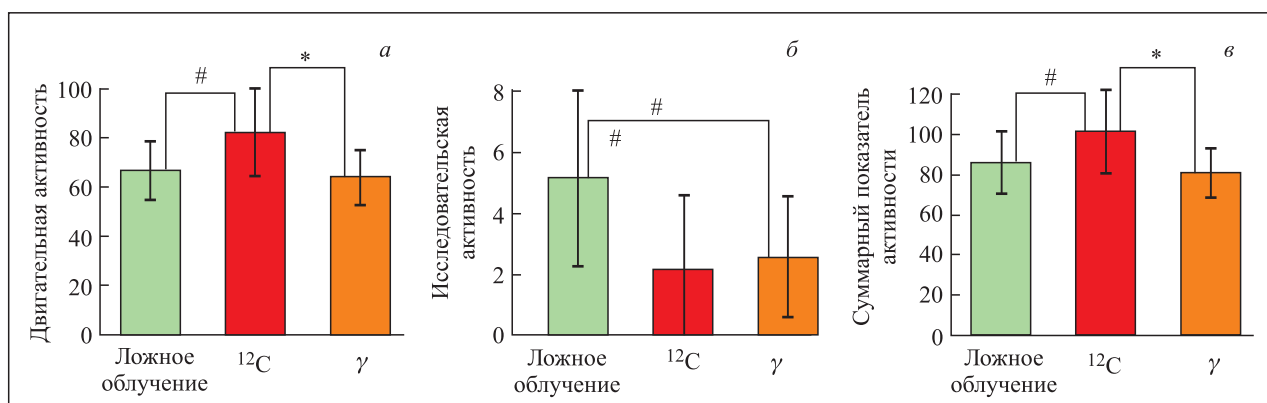 а
Двигательная активность
100
80
60
40
20
0
#
*
Ложное
облучение
¹²C
γ
б
Исследовательская
активность
8
6
4
2
0
#
#
Ложное
облучение
¹²C
γ
в
Суммарный показатель
активности
120
100
80
60
40
20
0
#
*
Ложное
облучение
¹²C
γ